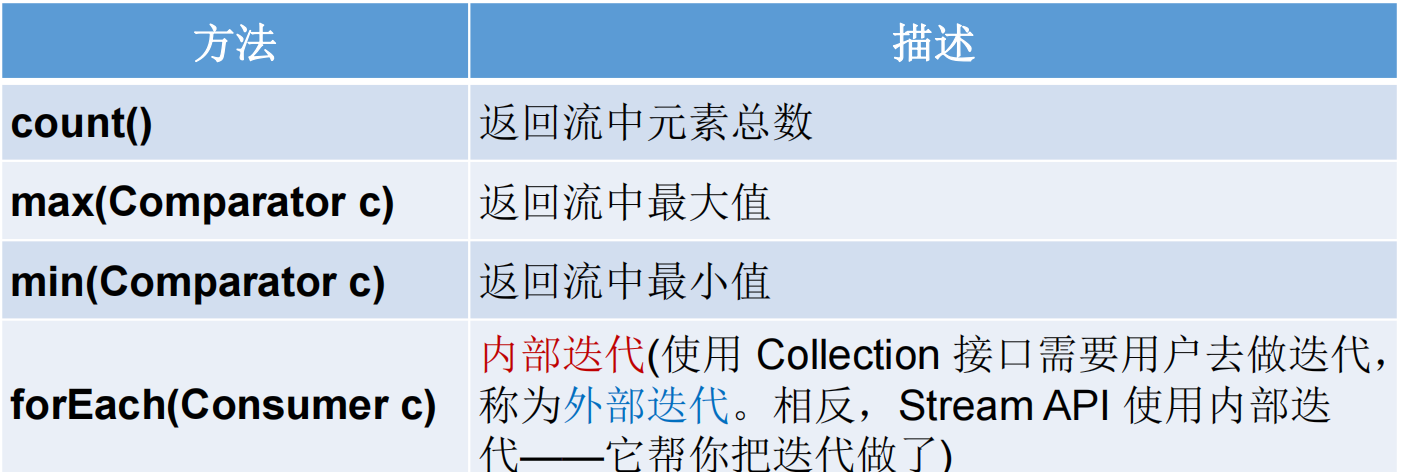 方法 描述
count() 返回流中元素总数
max(Comparator c) 返回流中最大值
min(Comparator c) 返回流中最小值
forEach(Consumer c)
内部迭代(使用 Collection 接口需要用户去做迭代，
称为外部迭代。相反，Stream API 使用内部迭
代——它帮你把迭代做了)